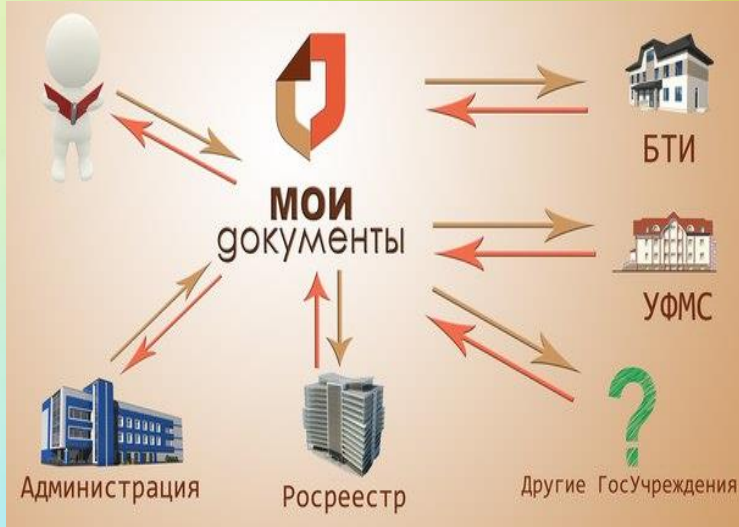 МОИ
документы
БТИ
УФМС
Администрация
Росреестр
Другие ГосУчреждения